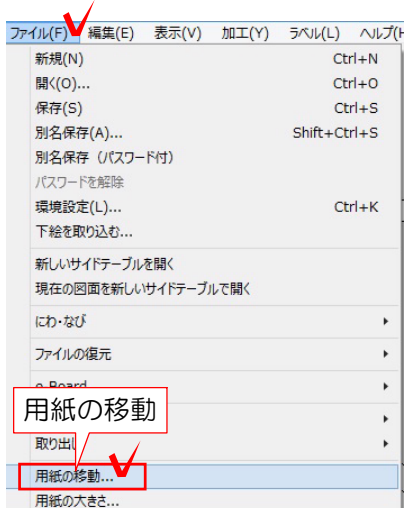 ファイル(F) 編集(E) 表示(V) 加工(Y) ラベル(L) ヘルプ(H
新規(N) Ctrl+N
開く(O)... Ctrl+O
保存(S) Ctrl+S
別名保存(A)... Shift+Ctrl+S
別名保存（パスワード付）
パスワードを解除
環境設定(L)... Ctrl+K
下絵を取り込む...
新しいサイドテーブルを開く
現在の図面を新しいサイドテーブルで開く
にわ・なび
ファイルの復元
e-Board
用紙の移動
取り出し
用紙の移動...
用紙の大きさ...